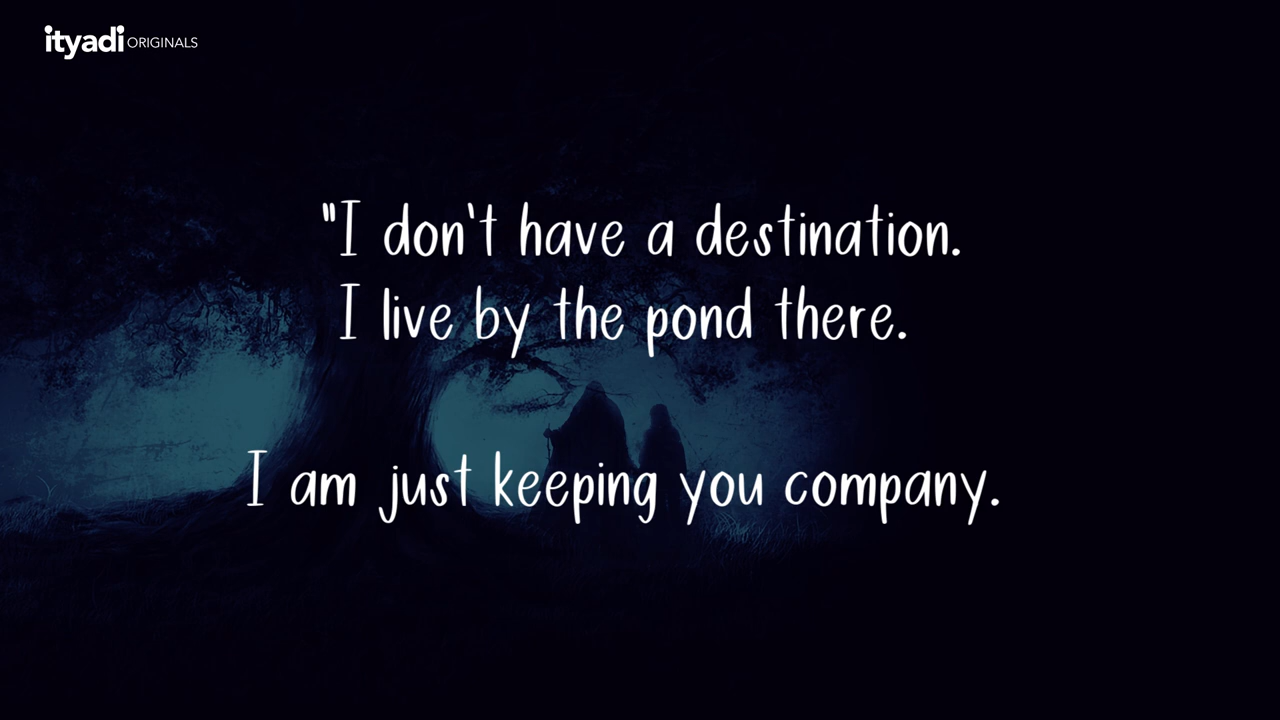 ityadi ORIGINALS
"I don't have a destination.
I live by the pond there.
I am just keeping you company.